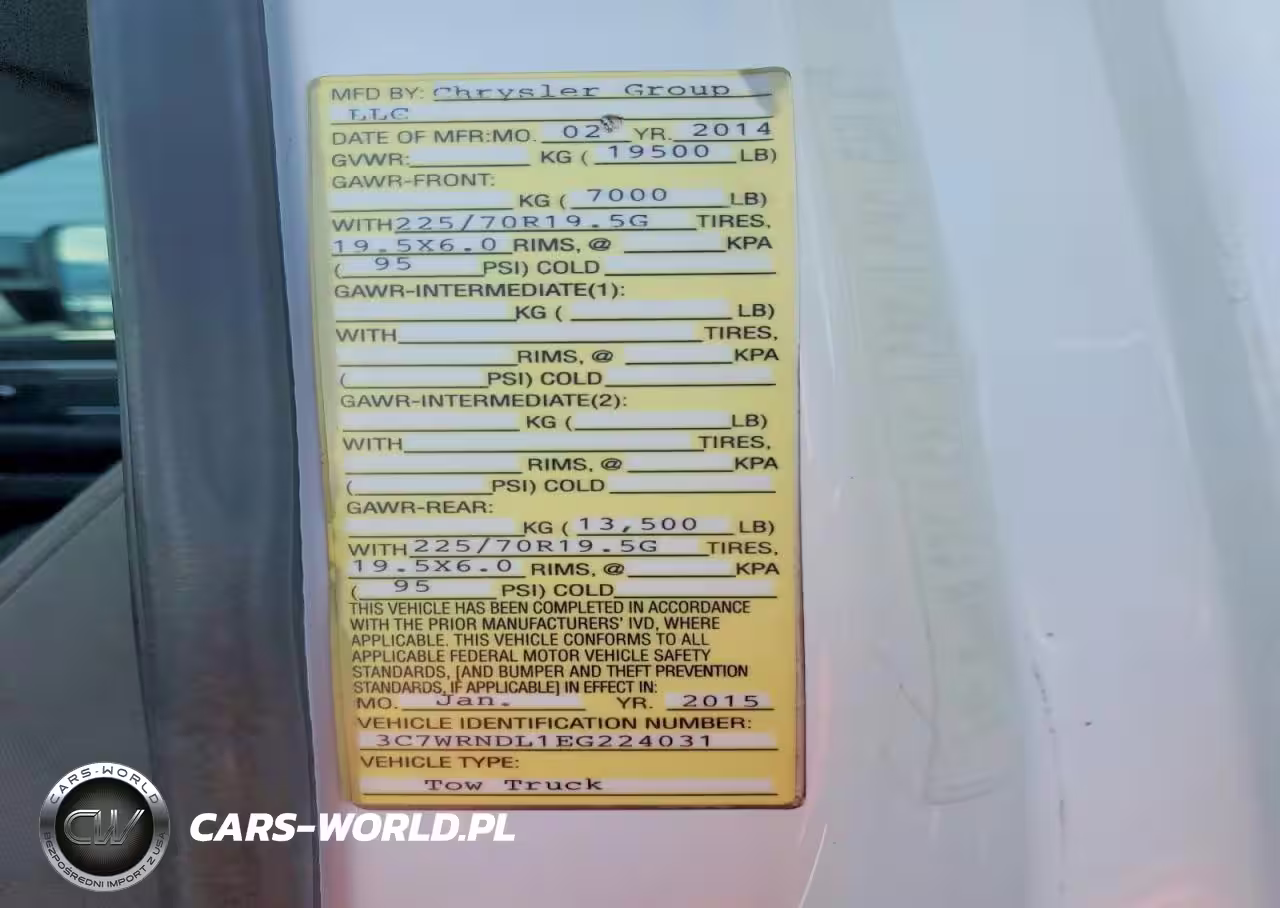 MFD BY: Chrysler Group
LLC
DATE OF MFR:MO. 02 YR. 2014
GVWR: KG ( 19500 LB)
GAWR-FRONT:
KG ( 7000 LB)
WITH 225/70R19.5G TIRES,
19.5X6.0 RIMS, @ KPA
( 95 PSI) COLD
GAWR-INTERMEDIATE(1):
KG ( LB)
WITH TIRES,
RIMS, @ KPA
( PSI) COLD
GAWR-INTERMEDIATE(2):
KG ( LB)
WITH TIRES,
RIMS, @ KPA
( PSI) COLD
GAWR-REAR:
KG ( 13,500 LB)
WITH 225/70R19.5G TIRES,
19.5X6.0 RIMS, @ KPA
( 95 PSI) COLD
THIS VEHICLE HAS BEEN COMPLETED IN ACCORDANCE
WITH THE PRIOR MANUFACTURERS' IVD, WHERE
APPLICABLE. THIS VEHICLE CONFORMS TO ALL
APPLICABLE FEDERAL MOTOR VEHICLE SAFETY
STANDARDS, [AND BUMPER AND THEFT PREVENTION
STANDARDS, IF APPLICABLE] IN EFFECT IN:
MO. Jan. YR. 2015
VEHICLE IDENTIFICATION NUMBER:
3C7WRNDL1EG224031
VEHICLE TYPE:
Tow Truck
CARS-WORLD
CW
BEZPOŚREDNI IMPORT Z USA
CARS-WORLD.PL